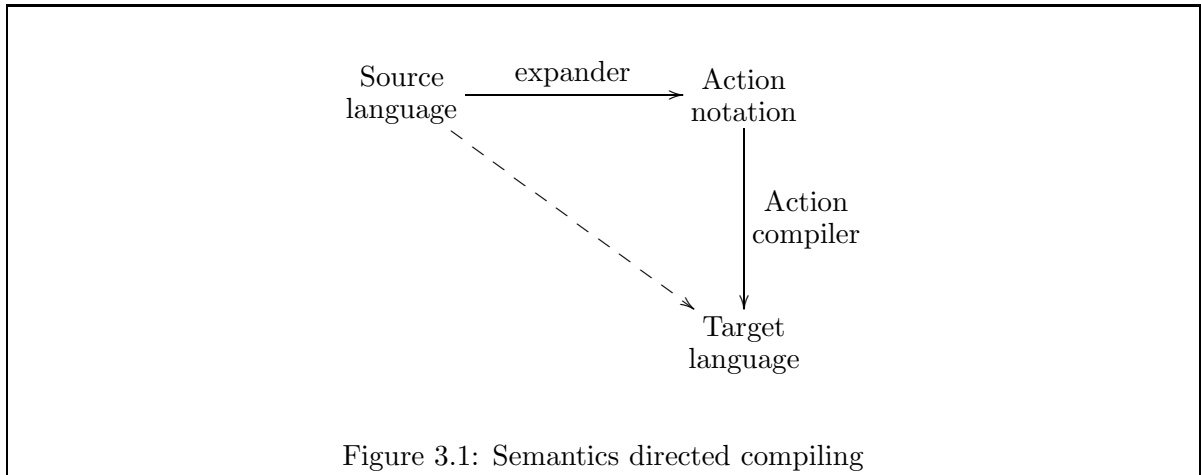 expander
Source
language
Action
notation
Action
compiler
Target
language
Figure 3.1: Semantics directed compiling